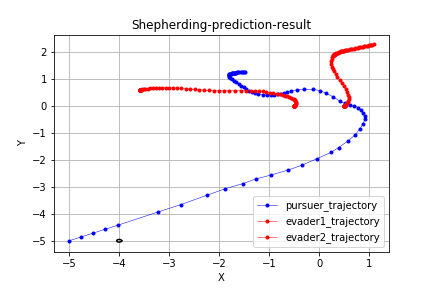 Shepherding-prediction-result
Y
2
1
0
−1
−2
−3
−4
−5
pursuer_trajectory
evader1_trajectory
evader2_trajectory
−5 −4 −3 −2 −1 0 1
X